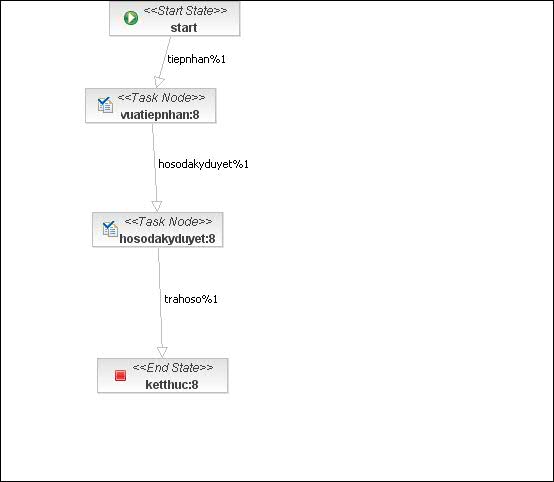 <<Start State>>
start
tiepnhan%1
<<Task Node>>
vuatiepnhan:8
hosodakyduyet%1
<<Task Node>>
hosodakyduyet:8
trahoso%1
<<End State>>
ketthuc:8